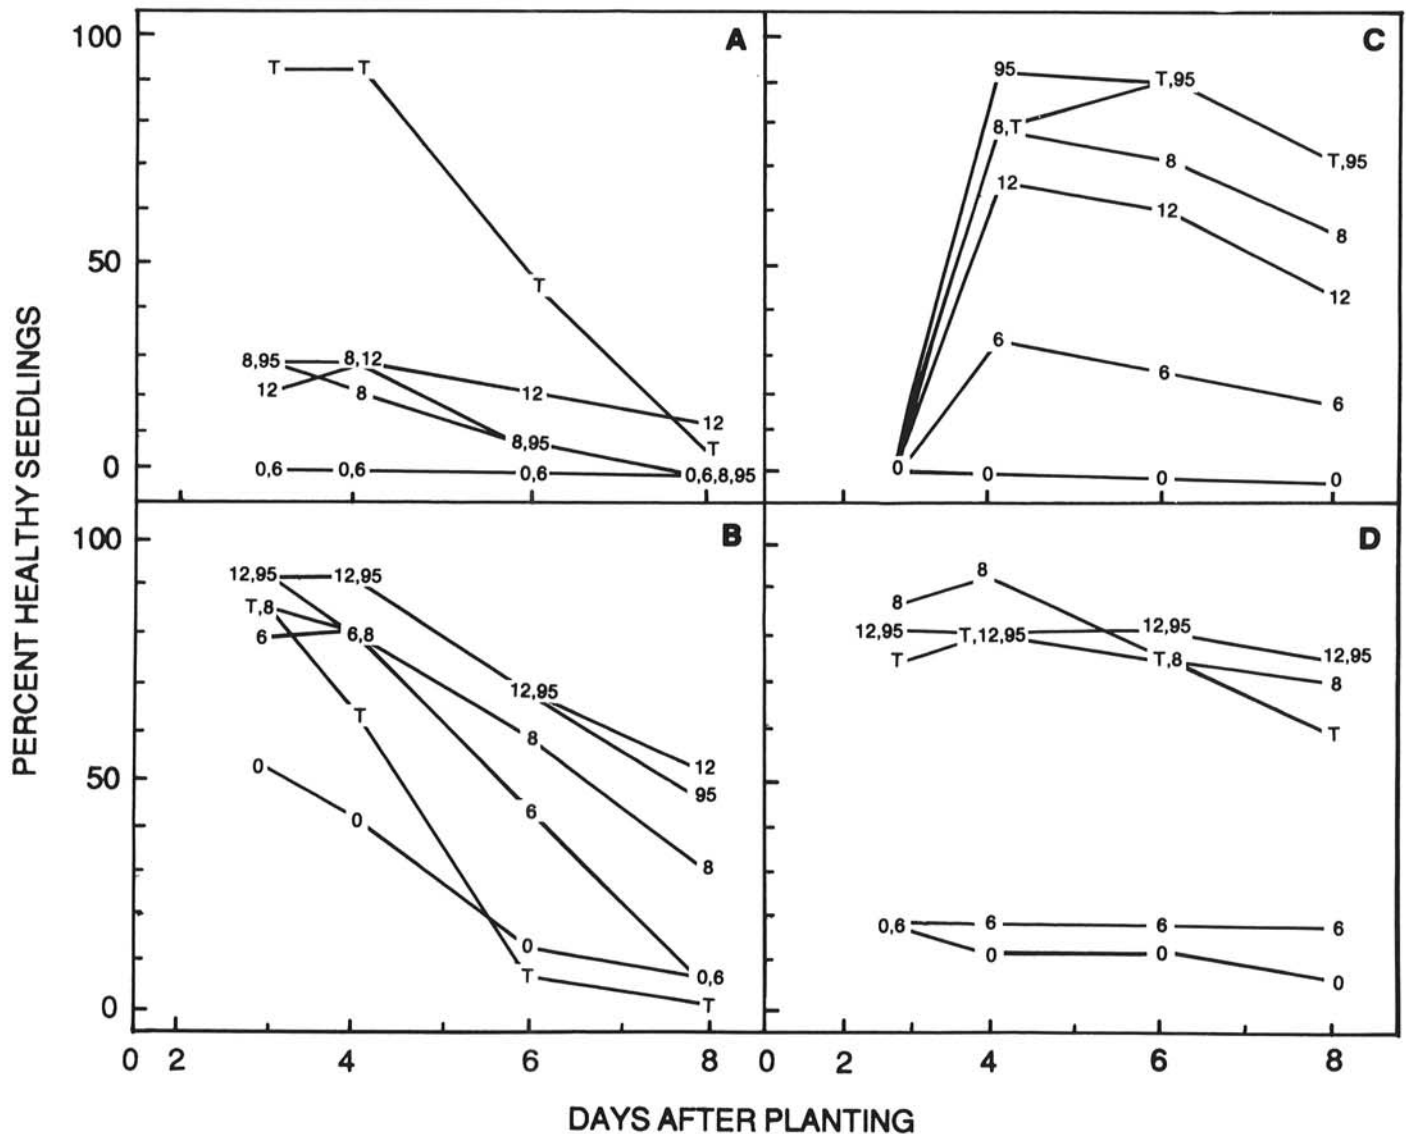 PERCENT HEALTHY SEEDLINGS
100
50
0
A
T T
T
8,95 8,12
12 8 12
12
8,95 T
0,6 0,6 0,6 0,6,8,95
C
95 T,95
8,T T,95
8
12 12 8
12
6
6
6
0 0 0 0
100
50
0
B
12,95 12,95
T,8
6 6,8
T 12,95
8
0 12
95
0 6
8
0
T 0,6
T
D
8
8
12,95 T,12,95 12,95
T T,8 12,95
8
T
0,6 6 6 6
0 0
0
0 2 4 6 8 0 2 4 6 8
DAYS AFTER PLANTING